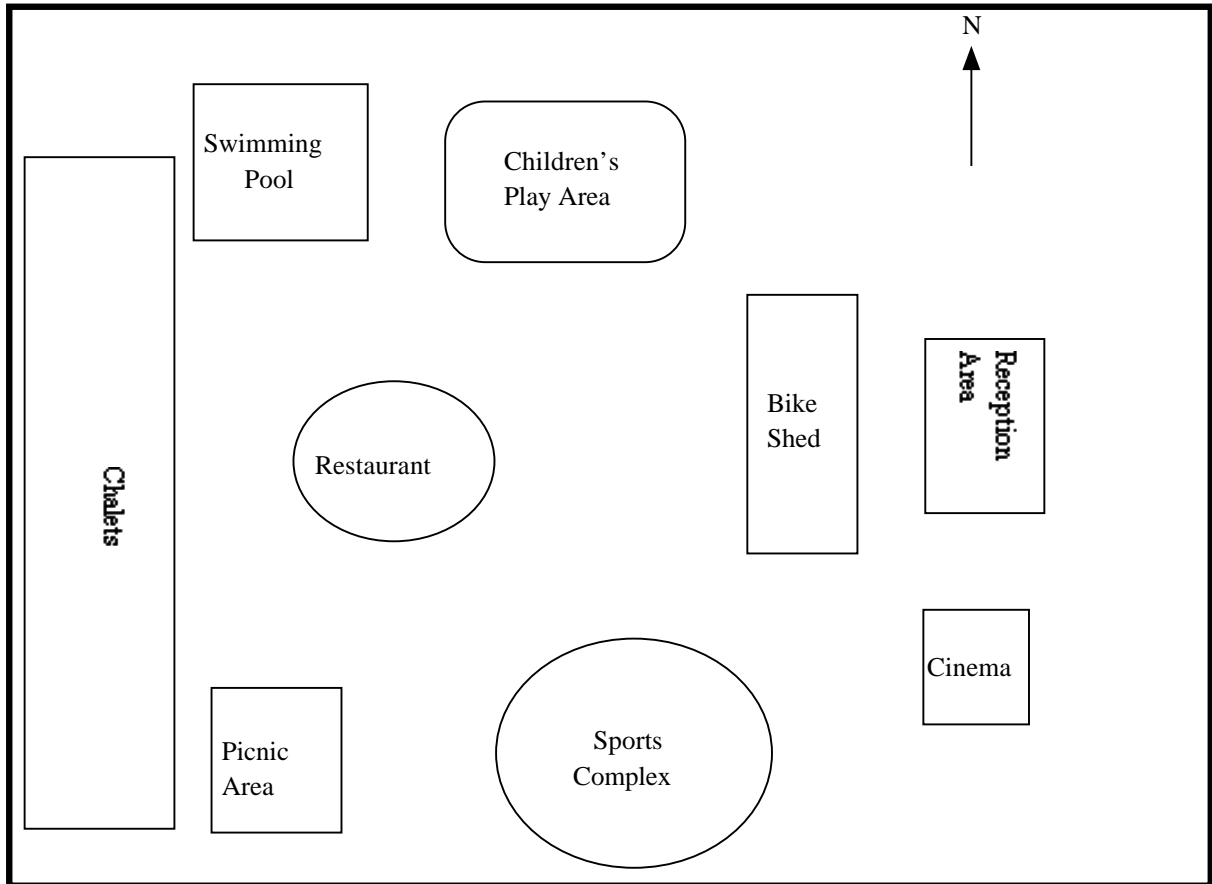 N
Swimming
Pool
Children’s
Play Area
Reception
Area
Bike
Shed
Restaurant
Chalets
Cinema
Sports
Complex
Picnic
Area